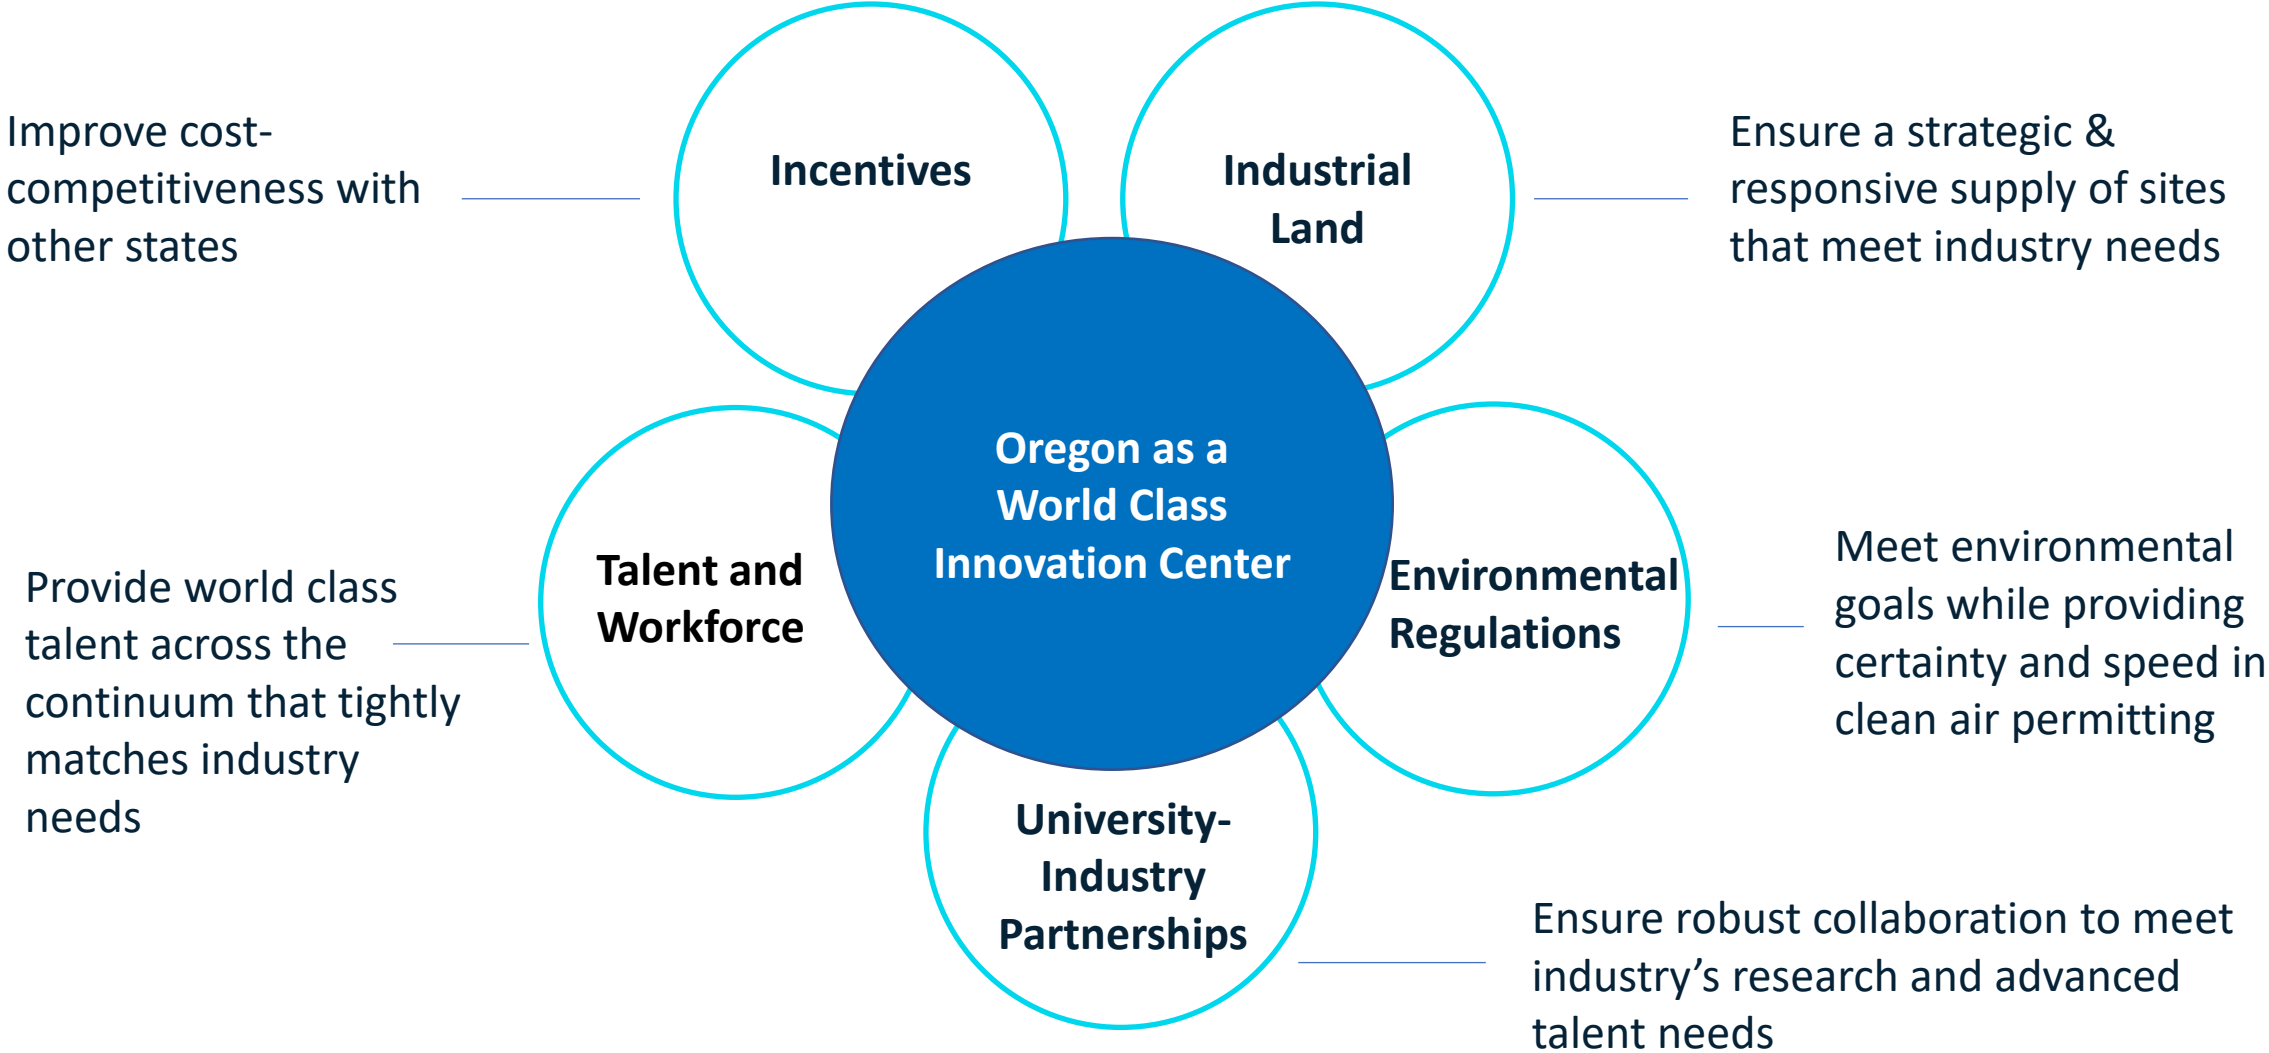 Improve cost-
competitiveness with
other states
Incentives
Industrial
Land
Ensure a strategic &
responsive supply of sites
that meet industry needs
Oregon as a
World Class
Innovation Center
Talent and
Workforce
Provide world class
talent across the
continuum that tightly
matches industry
needs
Environmental
Regulations
Meet environmental
goals while providing
certainty and speed in
clean air permitting
University-
Industry
Partnerships
Ensure robust collaboration to meet
industry’s research and advanced
talent needs